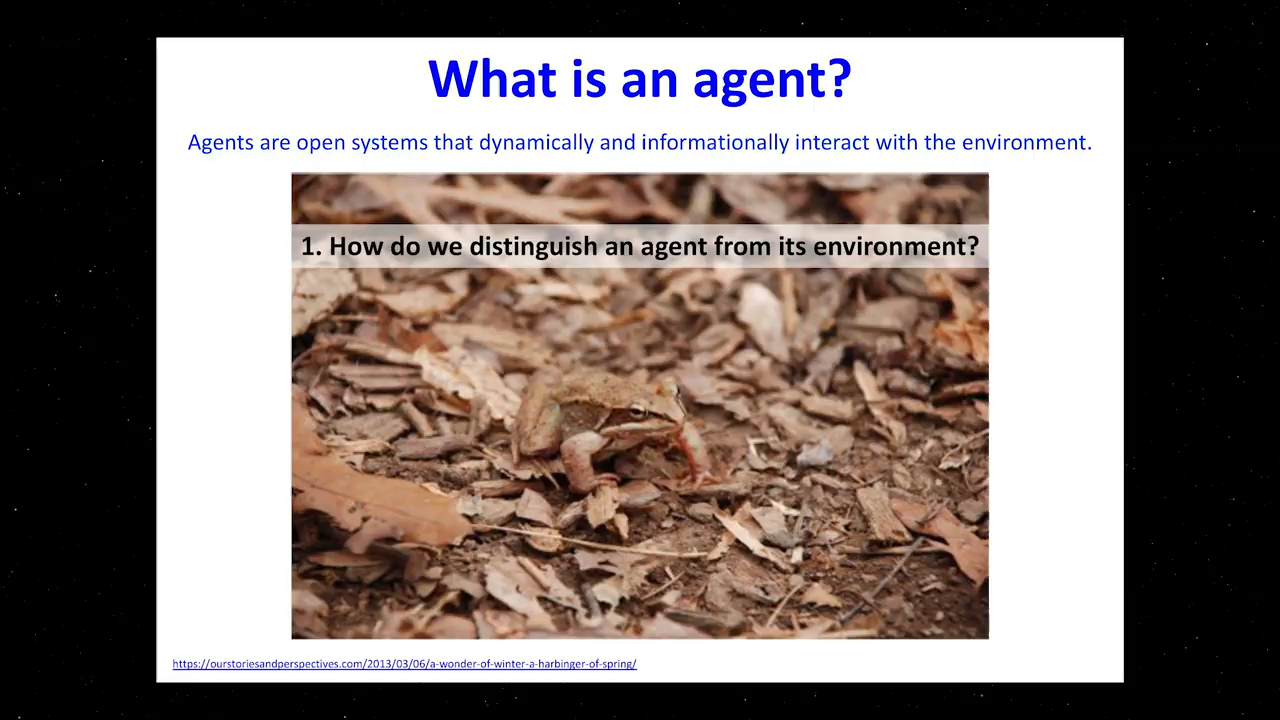 What is an agent?
Agents are open systems that dynamically and informationally interact with the environment.
1. How do we distinguish an agent from its environment?
https://ourstoriesandperspectives.com/2013/03/06/a-wonder-of-winter-a-harbinger-of-spring/